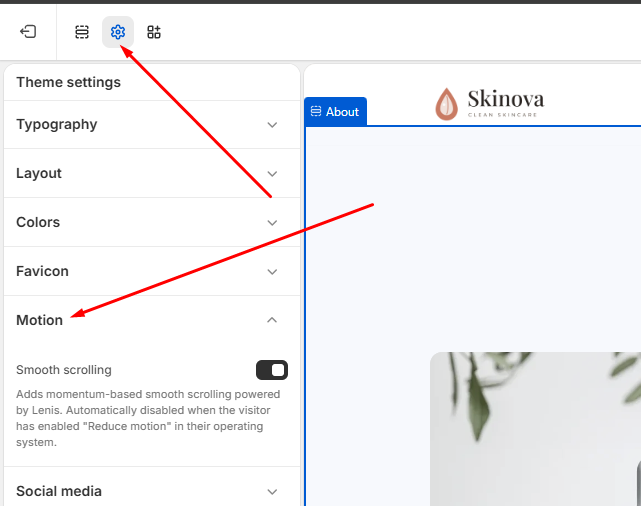 Theme settings
Typography
Layout
Colors
Favicon
Motion
Smooth scrolling
Adds momentum-based smooth scrolling powered
by Lenis. Automatically disabled when the visitor
has enabled "Reduce motion" in their operating
system.
Social media
Skinova
CLEAN SKINCARE
About